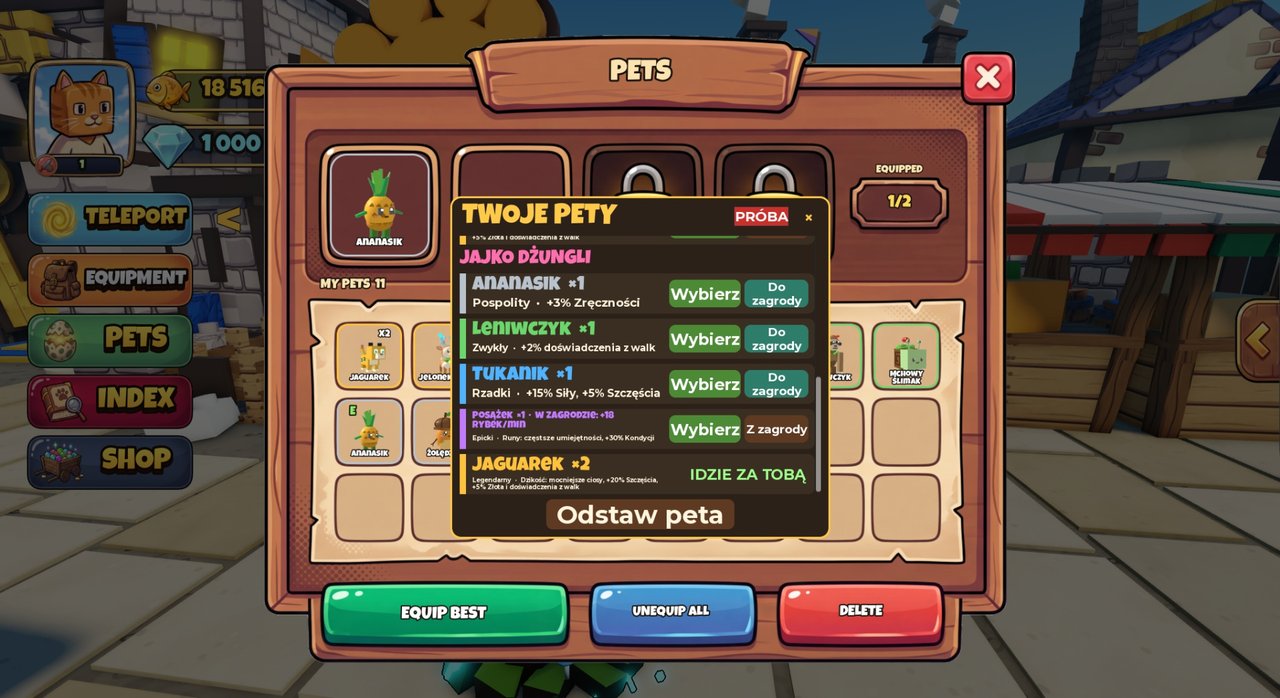 PETS
18 516
1 000
1
TELEPORT
EQUIPMENT
PETS
INDEX
SHOP
ANANASIK
EQUIPPED
1/2
MY PETS 11
TWOJE PETY
PRÓBA
×
+5% Złota i doświadczenia z walk
JAJKO DŻUNGLI
ANANASIK ×1
Pospolity · +3% Zręczności
Wybierz
Do zagrody
LENIWCZYK ×1
Zwykły · +2% doświadczenia z walk
Wybierz
Do zagrody
TUKANIK ×1
Rzadki · +15% Siły, +5% Szczęścia
Wybierz
Do zagrody
POSĄŻEK ×1 · W ZAGRODZIE: +18
RYBEK/MIN
Epicki · Runy: częstsze umiejętności, +30% Kondycji
Wybierz
Z zagrody
JAGUAREK ×2
Legendarny · Dzikość: mocniejsze ciosy, +20% Szczęścia,
+5% Złota i doświadczenia z walk
IDZIE ZA TOBĄ
Odstaw peta
X2
JAGUAREK
MCHOWY
ŚLIMAK
E
ANANASIK
EQUIP BEST
UNEQUIP ALL
DELETE